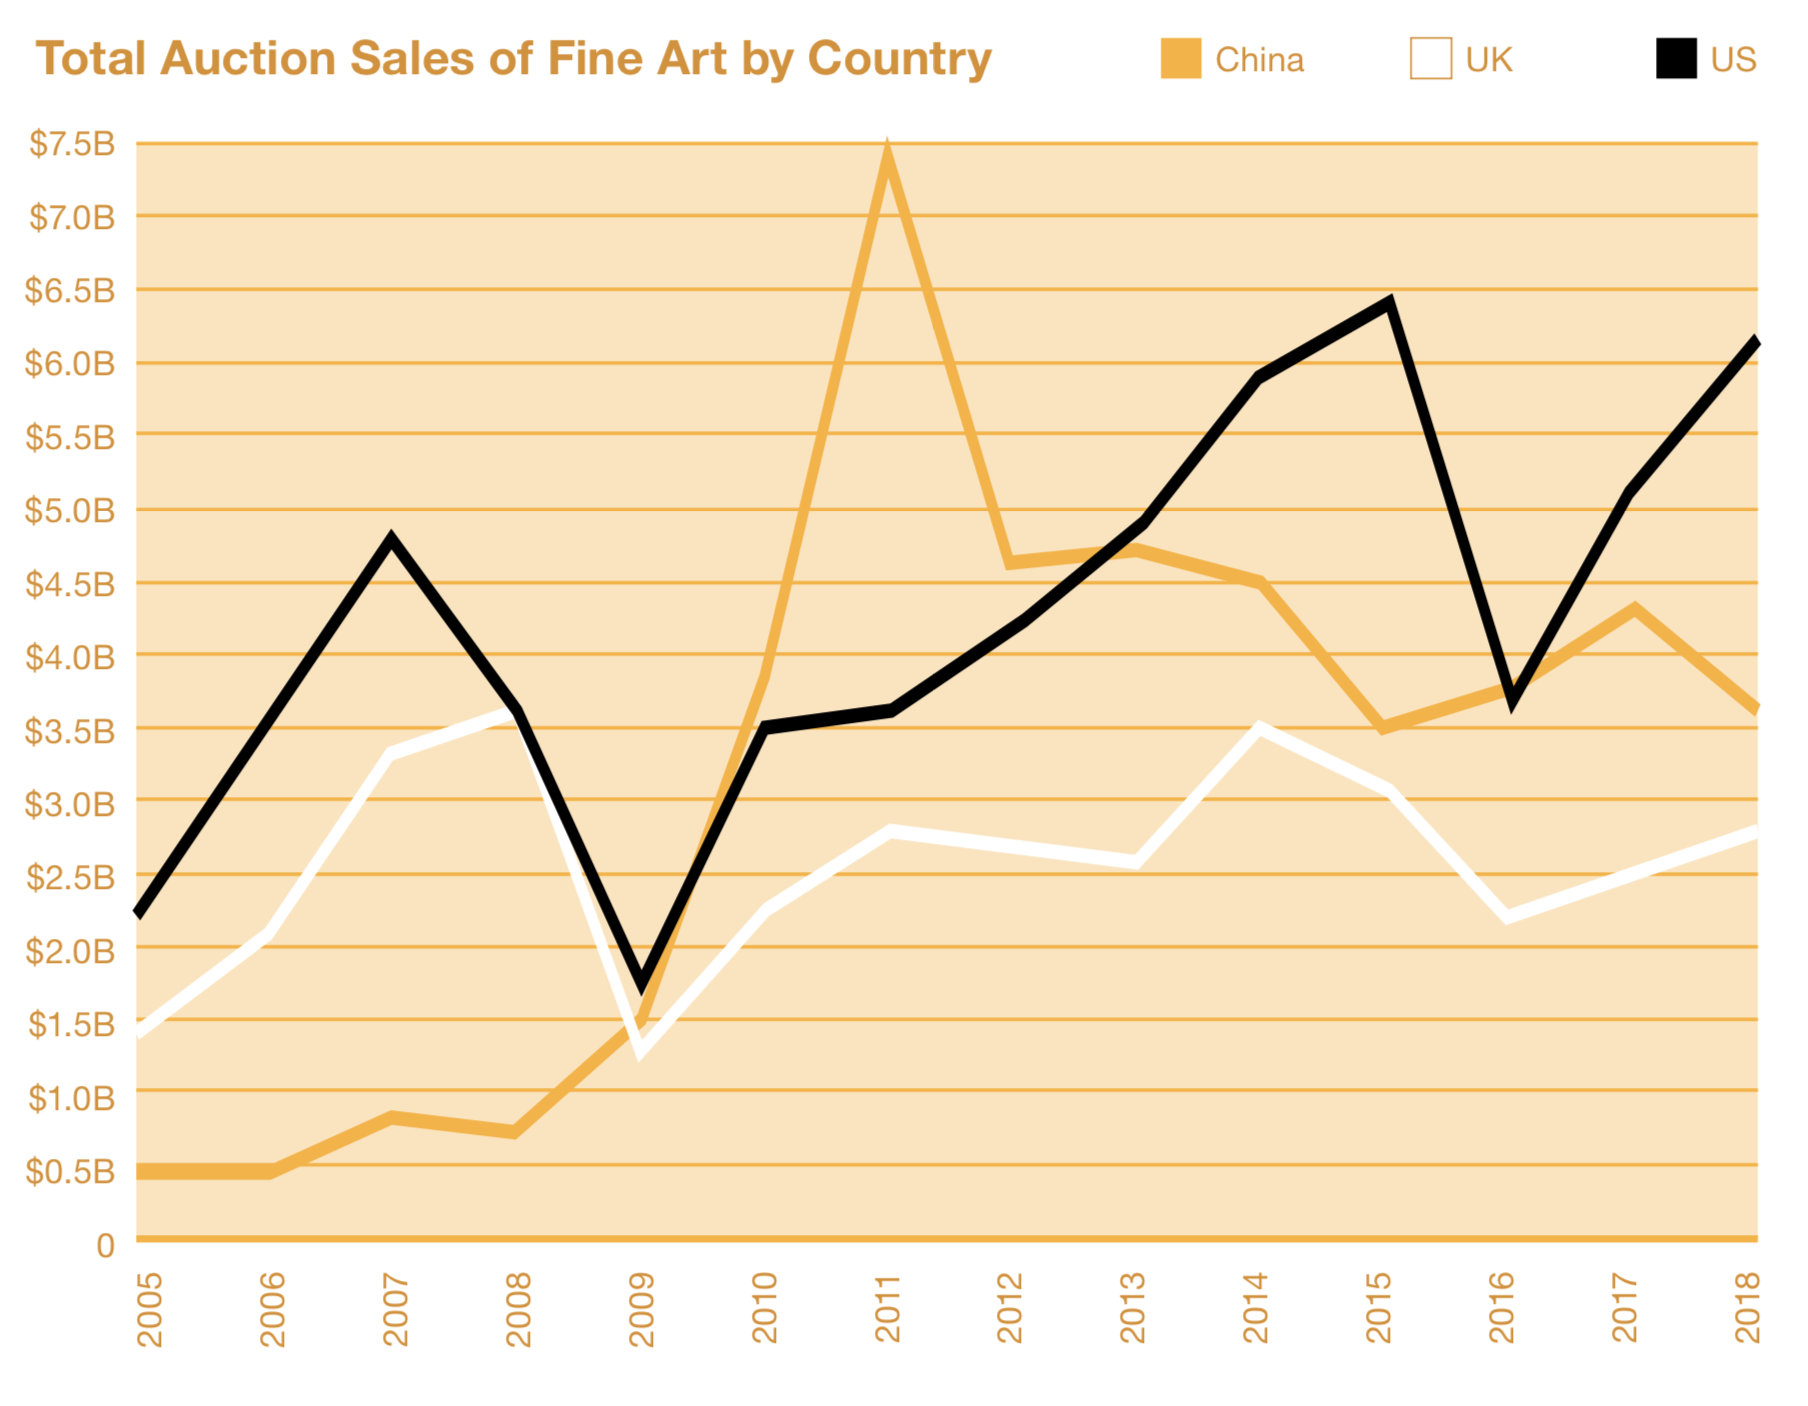 Total Auction Sales of Fine Art by Country
China
UK
US
$7.5B
$7.0B
$6.5B
$6.0B
$5.5B
$5.0B
$4.5B
$4.0B
$3.5B
$3.0B
$2.5B
$2.0B
$1.5B
$1.0B
$0.5B
0
2005
2006
2007
2008
2009
2010
2011
2012
2013
2014
2015
2016
2017
2018